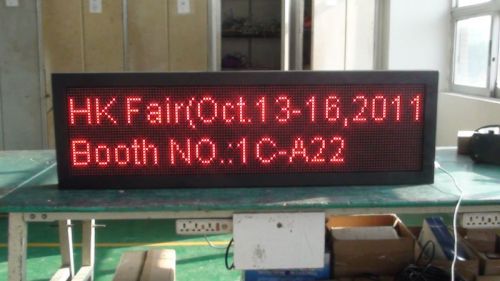 HK Fair(Oct.13-16,2011
Booth NO.:1C-A22